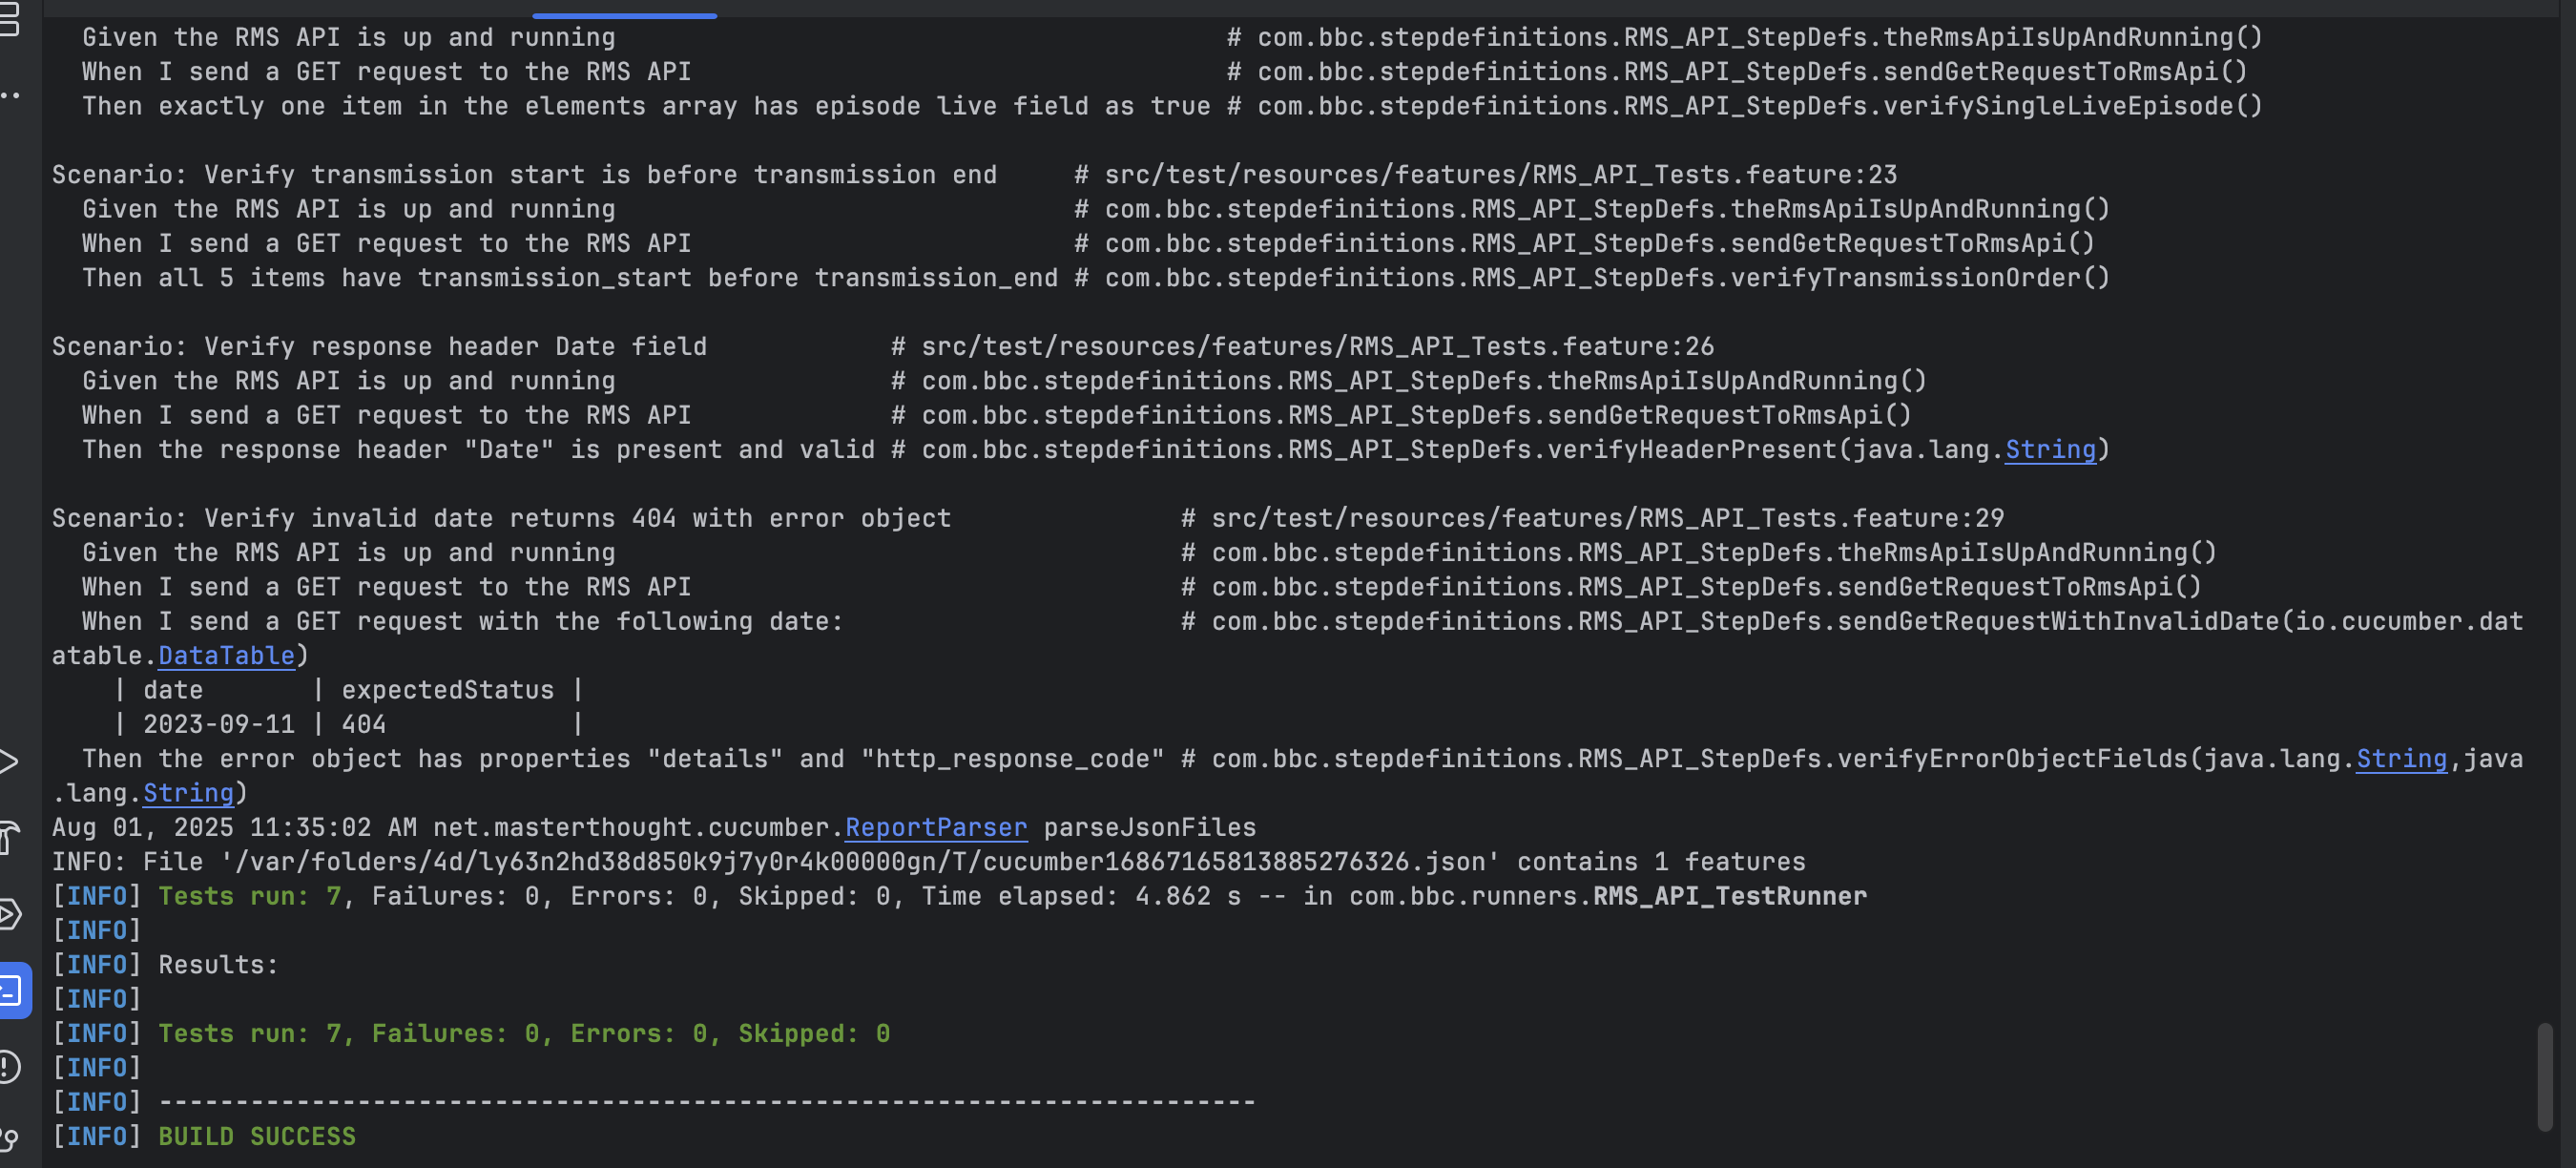 Given the RMS API is up and running # com.bbc.stepdefinitions.RMS_API_StepDefs.theRmsApiIsUpAndRunning()
When I send a GET request to the RMS API # com.bbc.stepdefinitions.RMS_API_StepDefs.sendGetRequestToRmsApi()
Then exactly one item in the elements array has episode live field as true # com.bbc.stepdefinitions.RMS_API_StepDefs.verifySingleLiveEpisode()
Scenario: Verify transmission start is before transmission end # src/test/resources/features/RMS_API_Tests.feature:23
Given the RMS API is up and running # com.bbc.stepdefinitions.RMS_API_StepDefs.theRmsApiIsUpAndRunning()
When I send a GET request to the RMS API # com.bbc.stepdefinitions.RMS_API_StepDefs.sendGetRequestToRmsApi()
Then all 5 items have transmission_start before transmission_end # com.bbc.stepdefinitions.RMS_API_StepDefs.verifyTransmissionOrder()
Scenario: Verify response header Date field # src/test/resources/features/RMS_API_Tests.feature:26
Given the RMS API is up and running # com.bbc.stepdefinitions.RMS_API_StepDefs.theRmsApiIsUpAndRunning()
When I send a GET request to the RMS API # com.bbc.stepdefinitions.RMS_API_StepDefs.sendGetRequestToRmsApi()
Then the response header "Date" is present and valid # com.bbc.stepdefinitions.RMS_API_StepDefs.verifyHeaderPresent(java.lang.String)
Scenario: Verify invalid date returns 404 with error object # src/test/resources/features/RMS_API_Tests.feature:29
Given the RMS API is up and running # com.bbc.stepdefinitions.RMS_API_StepDefs.theRmsApiIsUpAndRunning()
When I send a GET request to the RMS API # com.bbc.stepdefinitions.RMS_API_StepDefs.sendGetRequestToRmsApi()
When I send a GET request with the following date: # com.bbc.stepdefinitions.RMS_API_StepDefs.sendGetRequestWithInvalidDate(io.cucumber.dat
atable.DataTable)
| date | expectedStatus |
| 2023-09-11 | 404 |
Then the error object has properties "details" and "http_response_code" # com.bbc.stepdefinitions.RMS_API_StepDefs.verifyErrorObjectFields(java.lang.String,java
.lang.String)
Aug 01, 2025 11:35:02 AM net.masterthought.cucumber.ReportParser parseJsonFiles
INFO: File '/var/folders/4d/ly63n2hd38d850k9j7y0r4k00000gn/T/cucumber16867165813885276326.json' contains 1 features
[INFO] Tests run: 7, Failures: 0, Errors: 0, Skipped: 0, Time elapsed: 4.862 s -- in com.bbc.runners.RMS_API_TestRunner
[INFO]
[INFO] Results:
[INFO]
[INFO] Tests run: 7, Failures: 0, Errors: 0, Skipped: 0
[INFO]
[INFO] ------------------------------------------------------------------------
[INFO] BUILD SUCCESS